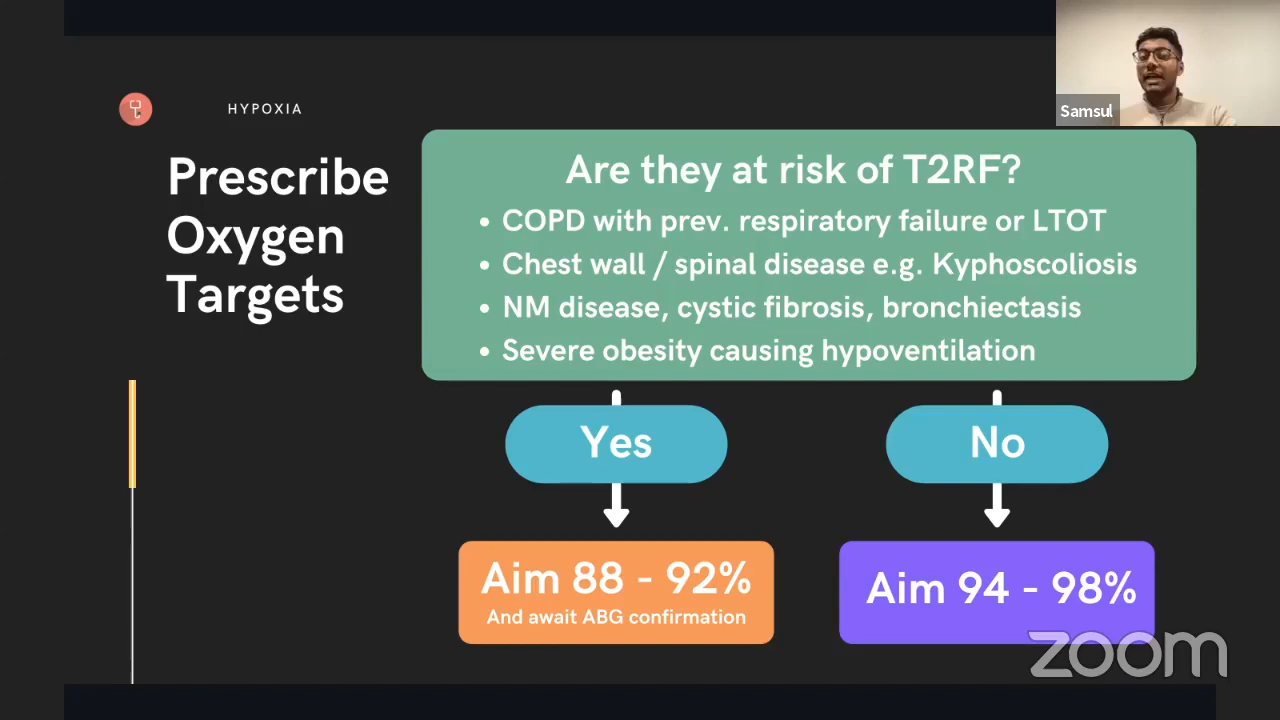 Samsul
HYPOXIA
Prescribe
Oxygen
Targets
Are they at risk of T2RF?
• COPD with prev. respiratory failure or LTOT
• Chest wall / spinal disease e.g. Kyphoscoliosis
• NM disease, cystic fibrosis, bronchiectasis
• Severe obesity causing hypoventilation
Yes
No
Aim 88 - 92%
And await ABG confirmation
Aim 94 - 98%
zoom